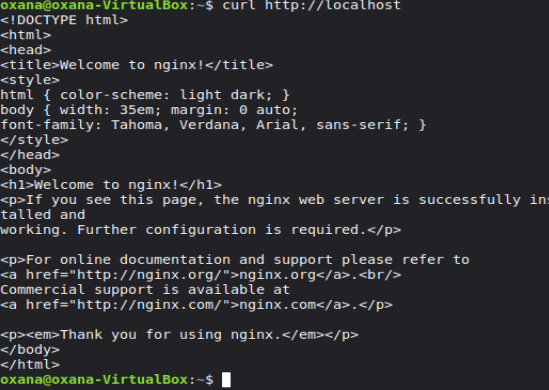 oxana@oxana-VirtualBox:~$ curl http://localhost
<!DOCTYPE html>
<html>
<head>
<title>Welcome to nginx!</title>
<style>
html { color-scheme: light dark; }
body { width: 35em; margin: 0 auto;
font-family: Tahoma, Verdana, Arial, sans-serif; }
</style>
</head>
<body>
<h1>Welcome to nginx!</h1>
<p>If you see this page, the nginx web server is successfully ins
talled and
working. Further configuration is required.</p>

<p>For online documentation and support please refer to
<a href="http://nginx.org/">nginx.org</a>.<br/>
Commercial support is available at
<a href="http://nginx.com/">nginx.com</a>.</p>

<p><em>Thank you for using nginx.</em></p>
</body>
</html>
oxana@oxana-VirtualBox:~$